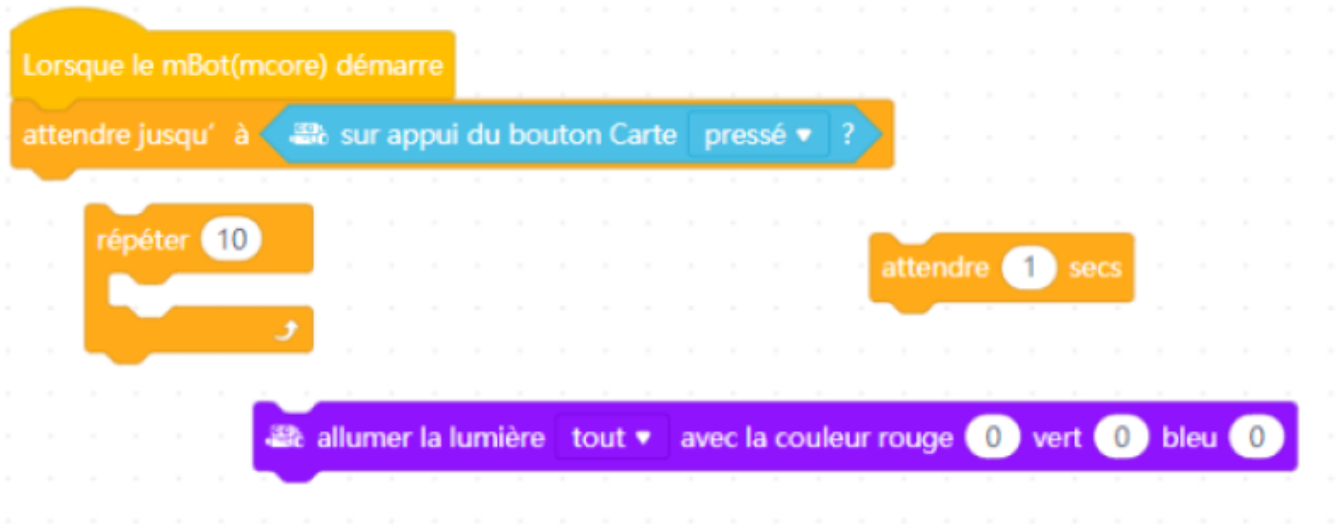 Lorsque le mBot(mcore) démarre
attendre jusqu' à sur appui du bouton Carte pressé ?
répéter 10
attendre 1 secs
allumer la lumière tout avec la couleur rouge 0 vert 0 bleu 0